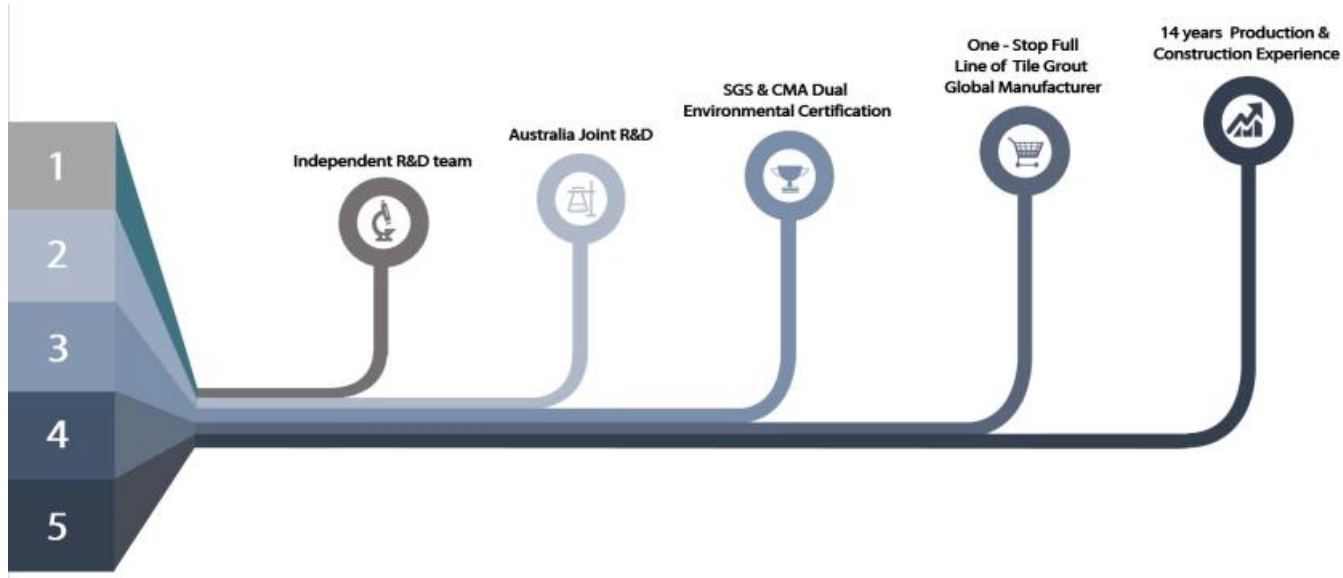 1
2
3
4
5
Independent R&D team
Australia Joint R&D
SGS & CMA Dual
Environmental Certification
One - Stop Full
Line of Tile Grout
Global Manufacturer
14 years Production &
Construction Experience